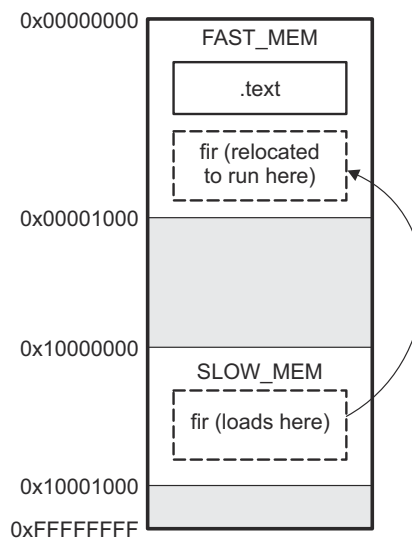 0x00000000
FAST_MEM
.text
fir (relocated
to run here)
0x00001000
0x10000000
SLOW_MEM
fir (loads here)
0x10001000
0xFFFFFFFF